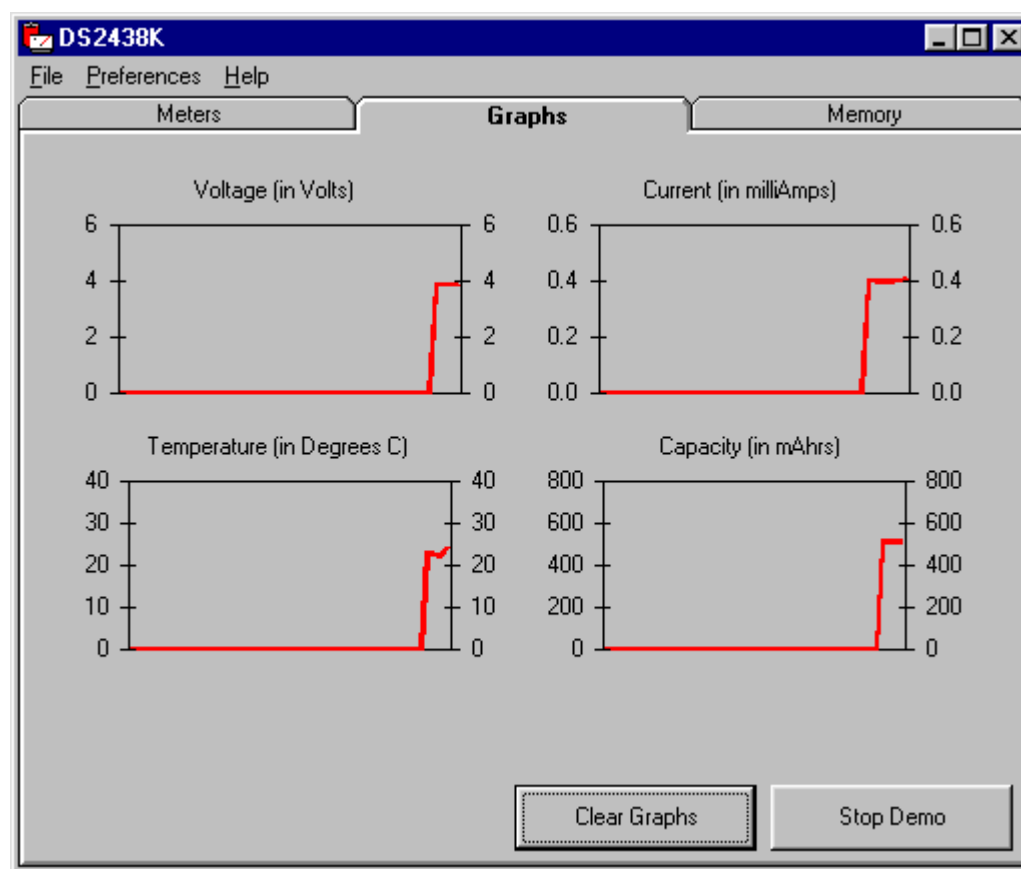 DS2438K
File Preferences Help
Meters Graphs Memory
Voltage (in Volts) Current (in milliAmps)
6 6 0.6 0.6
4 4 0.4 0.4
2 2 0.2 0.2
0 0 0.0 0.0
Temperature (in Degrees C) Capacity (in mAhrs)
40 40 800 800
30 30 600 600
20 20 400 400
10 10 200 200
0 0 0 0
Clear Graphs Stop Demo